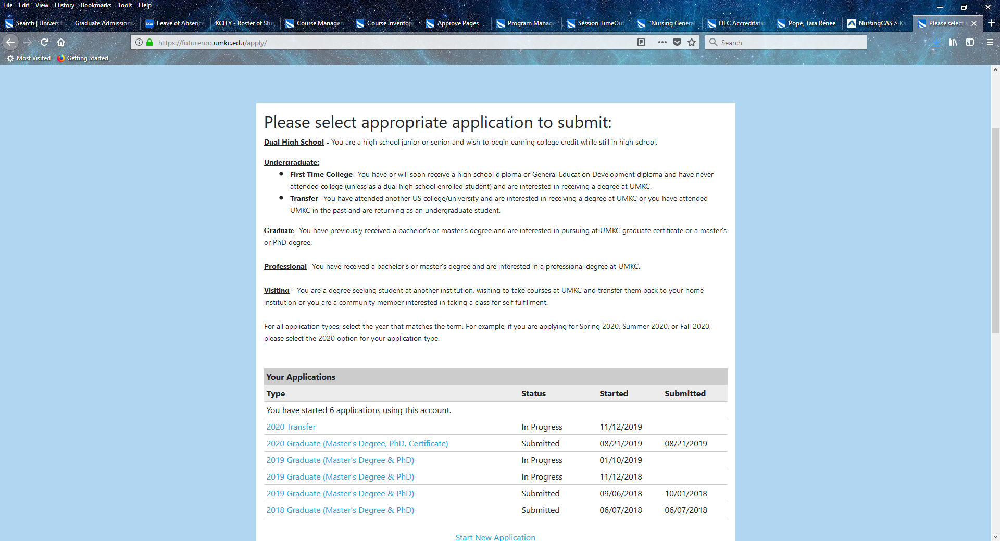 File Edit View History Bookmarks Tools Help
Search | Universit Graduate Admissions Leave of Absence KCITY - Roster of Stu Course Managem Course Inventory Approve Pages Program Manage Session TimeOut "Nursing General HLC Accreditatio Pope, Tara Renee NursingCAS > Ka Please select a
https://futureroo.umkc.edu/apply/ Search
Most Visited Getting Started
Please select appropriate application to submit:
Dual High School - You are a high school junior or senior and wish to begin earning college credit while still in high school.
Undergraduate:
First Time College- You have or will soon receive a high school diploma or General Education Development diploma and have never
attended college (unless as a dual high school enrolled student) and are interested in receiving a degree at UMKC.
Transfer -You have attended another US college/university and are interested in receiving a degree at UMKC or you have attended
UMKC in the past and are returning as an undergraduate student.
Graduate- You have previously received a bachelor's or master's degree and are interested in pursuing at UMKC graduate certificate or a master's
or PhD degree.
Professional -You have received a bachelor's or master's degree and are interested in a professional degree at UMKC.
Visiting - You are a degree seeking student at another institution, wishing to take courses at UMKC and transfer them back to your home
institution or you are a community member interested in taking a class for self fulfillment.
For all application types, select the year that matches the term. For example, if you are applying for Spring 2020, Summer 2020, or Fall 2020,
please select the 2020 option for your application type.
Your Applications
Type Status Started Submitted
You have started 6 applications using this account.
2020 Transfer In Progress 11/12/2019
2020 Graduate (Master's Degree, PhD, Certificate) Submitted 08/21/2019 08/21/2019
2019 Graduate (Master's Degree & PhD) In Progress 01/10/2019
2019 Graduate (Master's Degree & PhD) In Progress 11/12/2018
2019 Graduate (Master's Degree & PhD) Submitted 09/06/2018 10/01/2018
2018 Graduate (Master's Degree & PhD) Submitted 06/07/2018 06/07/2018
Start New Application